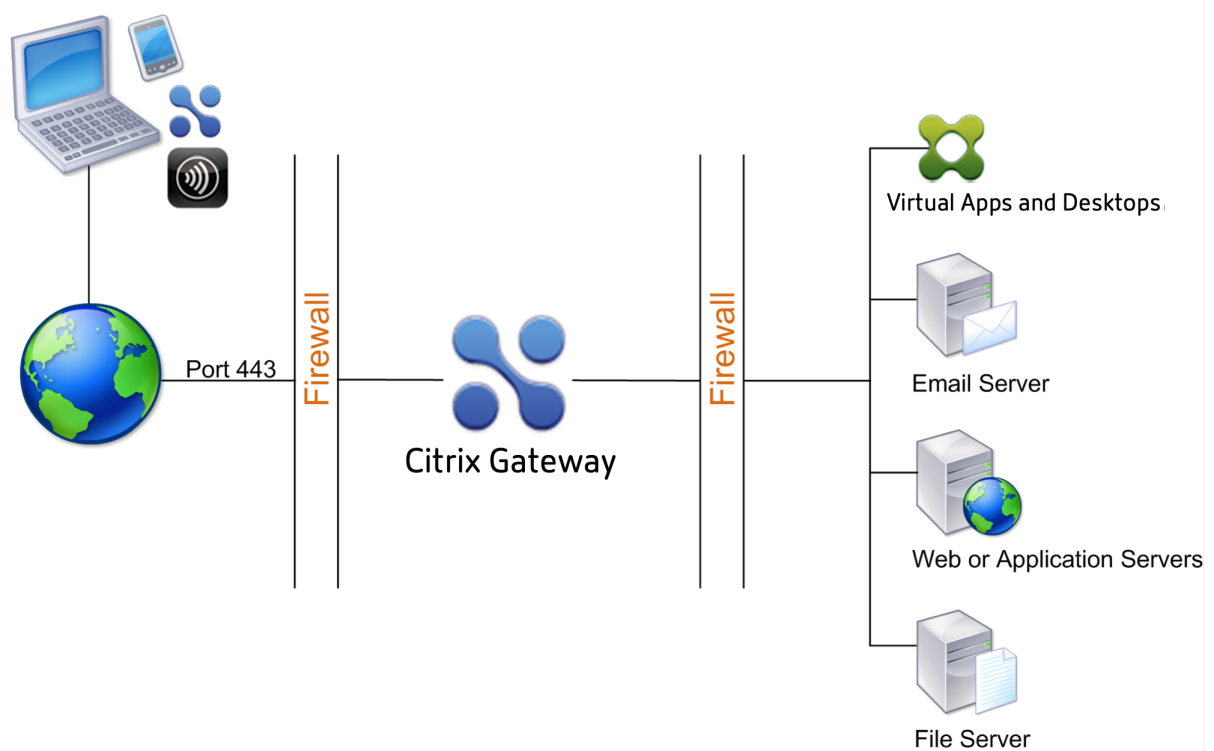 Virtual Apps and Desktops
Port 443
Firewall
Firewall
Email Server
Citrix Gateway
Web or Application Servers
File Server